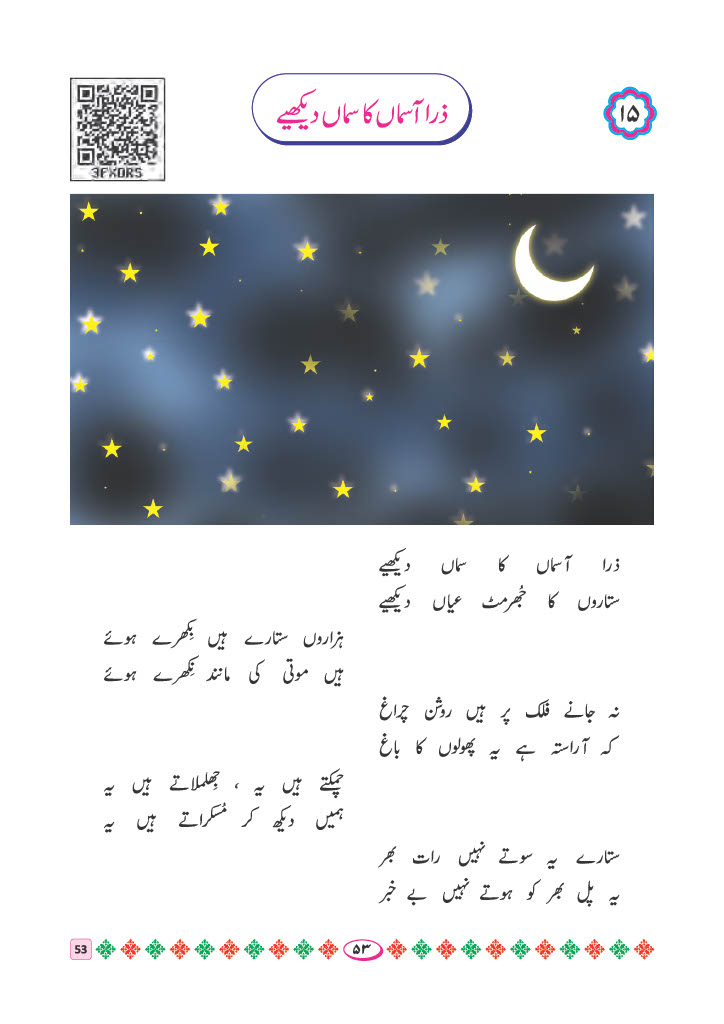 ۱۵
ذرا آسماں کا سماں دیکھیے
3FXDRS
ذرا آسماں کا سماں دیکھیے
ستاروں کا جُھرمٹ عیاں دیکھیے
ہزاروں ستارے ہیں بِکھرے ہوئے
ہیں موتی کی مانند نِکھرے ہوئے
نہ جانے فلک پر ہیں روشن چراغ
کہ آراستہ ہے یہ پھولوں کا باغ
چمکتے ہیں یہ ، جِھلملاتے ہیں یہ
ہمیں دیکھ کر مُسکراتے ہیں یہ
ستارے یہ سوتے نہیں رات بھر
یہ پل بھر کو ہوتے نہیں بے خبر
53
۵۳